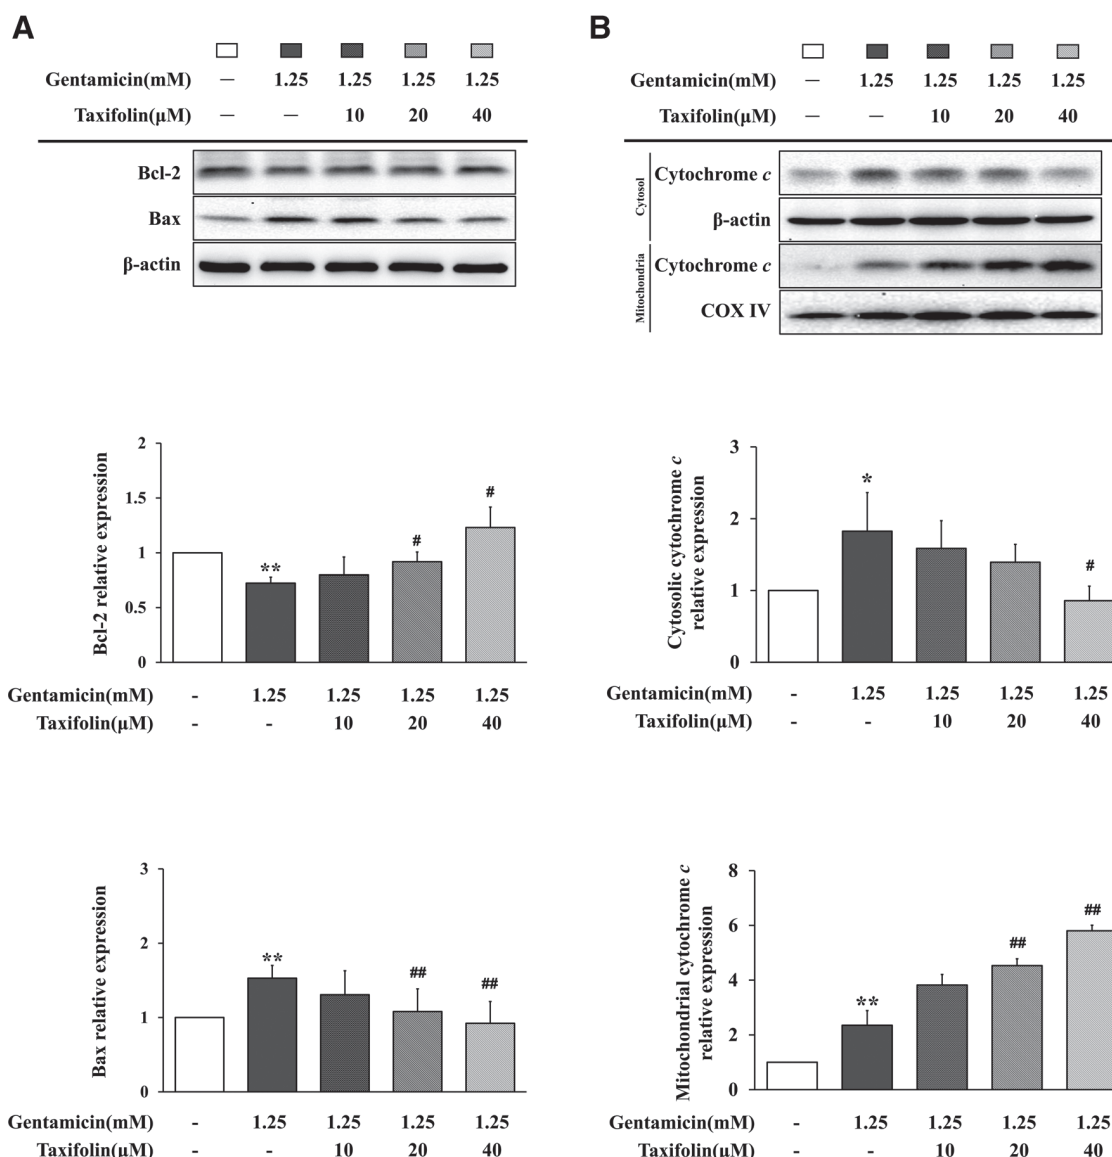 A
Gentamicin(mM) — 1.25 1.25 1.25 1.25
Taxifolin(μM) — — 10 20 40
Bcl-2
Bax
β-actin
B
Gentamicin(mM) — 1.25 1.25 1.25 1.25
Taxifolin(μM) — — 10 20 40
Cytosol
Cytochrome c
β-actin
Mitochondria
Cytochrome c
COX IV
Bcl-2 relative expression
2
1.5
1
0.5
0
**
#
#
Gentamicin(mM) - 1.25 1.25 1.25 1.25
Taxifolin(μM) - - 10 20 40
Cytosolic cytochrome c
relative expression
3
2
1
0
*
#
Gentamicin(mM) - 1.25 1.25 1.25 1.25
Taxifolin(μM) - - 10 20 40
Bax relative expression
3
2
1
0
**
##
##
Gentamicin(mM) - 1.25 1.25 1.25 1.25
Taxifolin(μM) - - 10 20 40
Mitochondrial cytochrome c
relative expression
8
6
4
2
0
**
##
##
Gentamicin(mM) - 1.25 1.25 1.25 1.25
Taxifolin(μM) - - 10 20 40